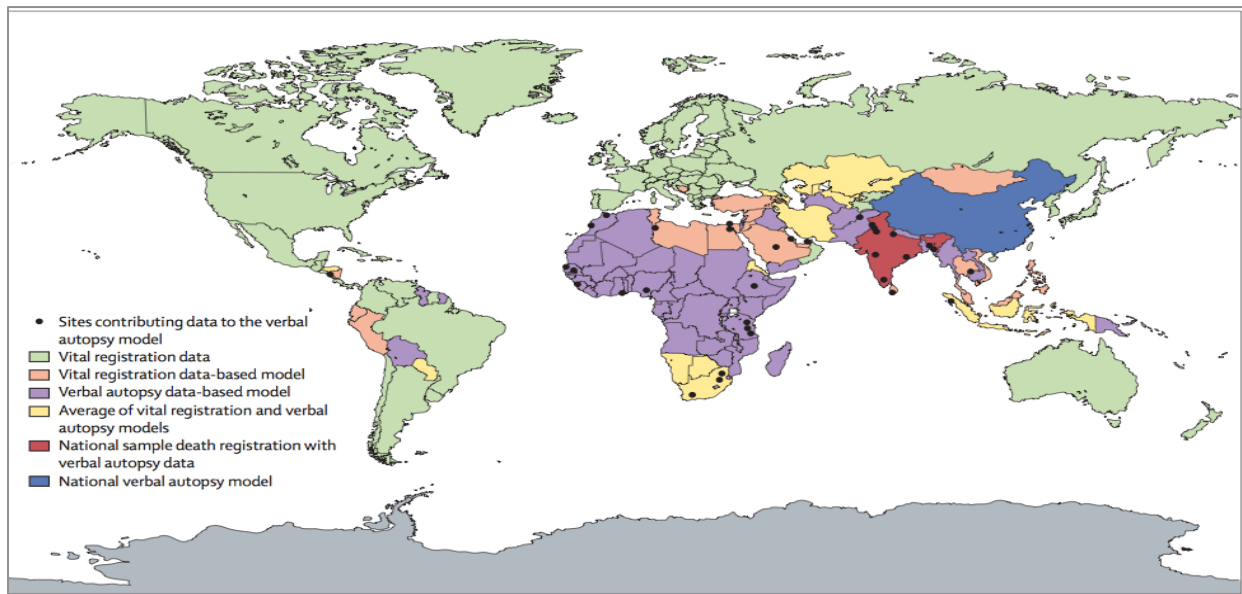 Sites contributing data to the verbal
autopsy model
Vital registration data
Vital registration data-based model
Verbal autopsy data-based model
Average of vital registration and verbal
autopsy models
National sample death registration with
verbal autopsy data
National verbal autopsy model